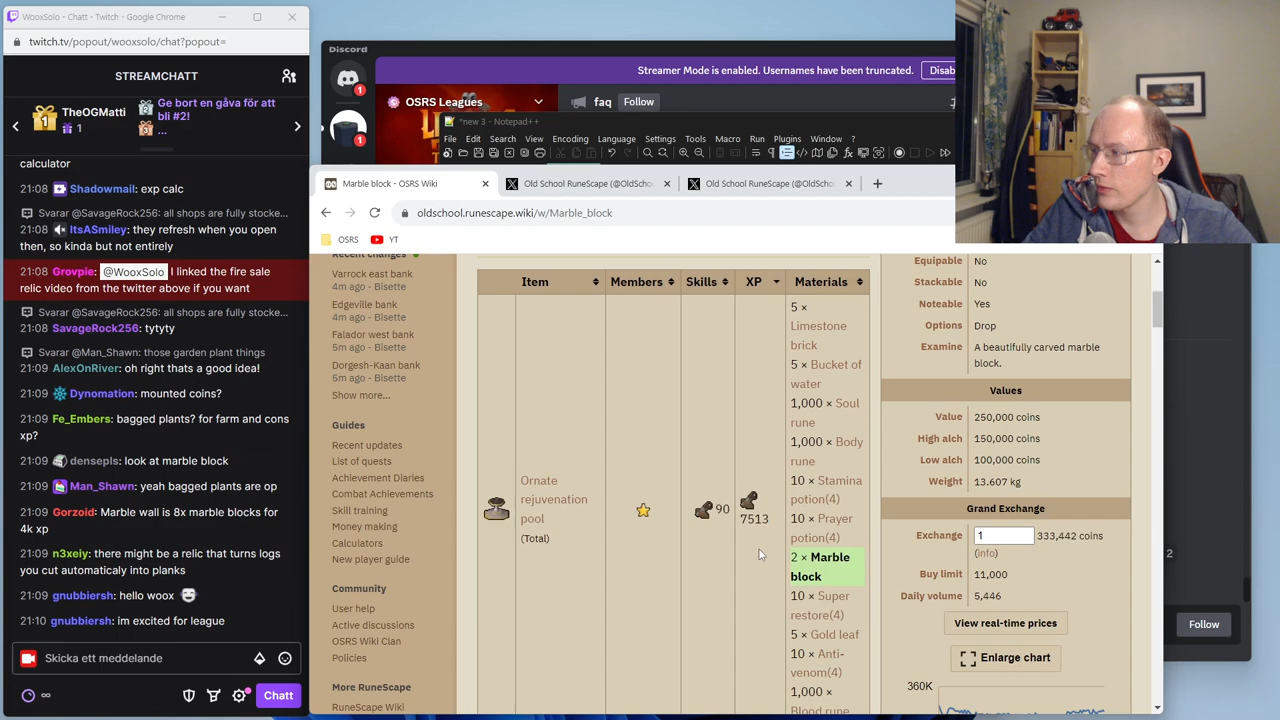 WooxSolo - Chatt - Twitch - Google Chrome
twitch.tv/popout/wooxsolo/chat?popout=
STREAMCHATT
TheOGMatti
1
Ge bort en gåva för att
bli #2!
...
calculator
21:08 Shadowmail: exp calc
Svarar @SavageRock256: all shops are fully stocke...
21:08 ItsASmiley: they refresh when you open
then, so kinda but not entirely
21:08 Grovpie: @WooxSolo I linked the fire sale
relic video from the twitter above if you want
Svarar @SavageRock256: all shops are fully stocke...
21:08 SavageRock256: tytyty
Svarar @Man_Shawn: those garden plant things
21:08 AlexOnRiver: oh right thats a good idea!
21:09 Dynomation: mounted coins?
21:09 Fe_Embers: bagged plants? for farm and cons
xp?
21:09 densepls: look at marble block
21:09 Man_Shawn: yeah bagged plants are op
21:09 Gorzoid: Marble wall is 8x marble blocks for
4k xp
21:09 n3xeiy: there might be a relic that turns logs
you cut automaicaly into planks
21:09 gnubbiersh: hello woox
21:10 gnubbiersh: im excited for league
Skicka ett meddelande
∞
Chatt
Discord
1
1
Streamer Mode is enabled. Usernames have been truncated.
Disab
OSRS Leagues
faq
Follow
*new 3 - Notepad++
File Edit Search View Encoding Language Settings Tools Macro Run Plugins Window ?
Marble block - OSRS Wiki
Old School RuneScape (@OldSch
Old School RuneScape (@OldSc
oldschool.runescape.wiki/w/Marble_block
OSRS
YT
Recent changes
Varrock east bank
4m ago - Bisette
Edgeville bank
4m ago - Bisette
Falador west bank
5m ago - Bisette
Dorgesh-Kaan bank
5m ago - Bisette
Show more...
Guides
Recent updates
List of quests
Achievement Diaries
Combat Achievements
Skill training
Money making
Calculators
New player guide
Community
User help
Active discussions
OSRS Wiki Clan
Policies
More RuneScape
RuneScape Wiki
Item Members Skills XP Materials
Ornate
rejuvenation
pool
(Total)
90
7513
5 ×
Limestone
brick
5 × Bucket of
water
1,000 × Soul
rune
1,000 × Body
rune
10 × Stamina
potion(4)
10 × Prayer
potion(4)
2 × Marble
block
10 × Super
restore(4)
5 × Gold leaf
10 × Anti-
venom(4)
1,000 ×
Blood rune
Equipable No
Stackable No
Noteable Yes
Options Drop
Examine A beautifully carved marble
block.
Values
Value 250,000 coins
High alch 150,000 coins
Low alch 100,000 coins
Weight 13.607 kg
Grand Exchange
Exchange 1 333,442 coins
(info)
Buy limit 11,000
Daily volume 5,446
View real-time prices
Enlarge chart
360K
2
Follow